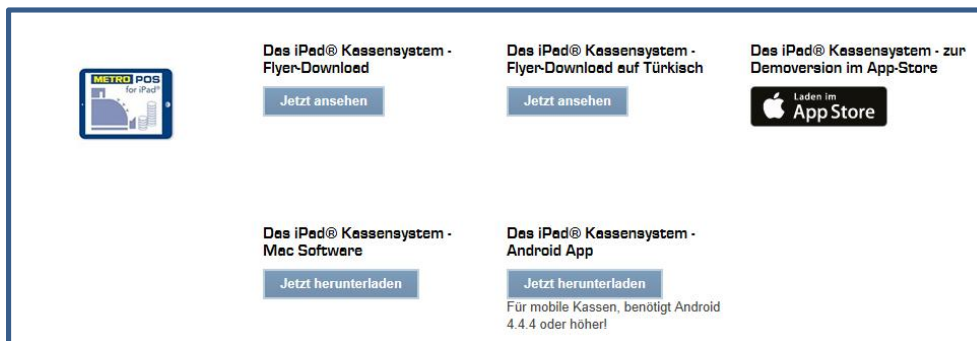 METRO POS
for iPad®
Das iPad® Kassensystem -
Flyer-Download
Jetzt ansehen
Das iPad® Kassensystem -
Flyer-Download auf Türkisch
Jetzt ansehen
Das iPad® Kassensystem - zur
Demoversion im App-Store
Laden im
App Store
Das iPad® Kassensystem -
Mac Software
Jetzt herunterladen
Das iPad® Kassensystem -
Android App
Jetzt herunterladen
Für mobile Kassen, benötigt Android
4.4.4 oder höher!